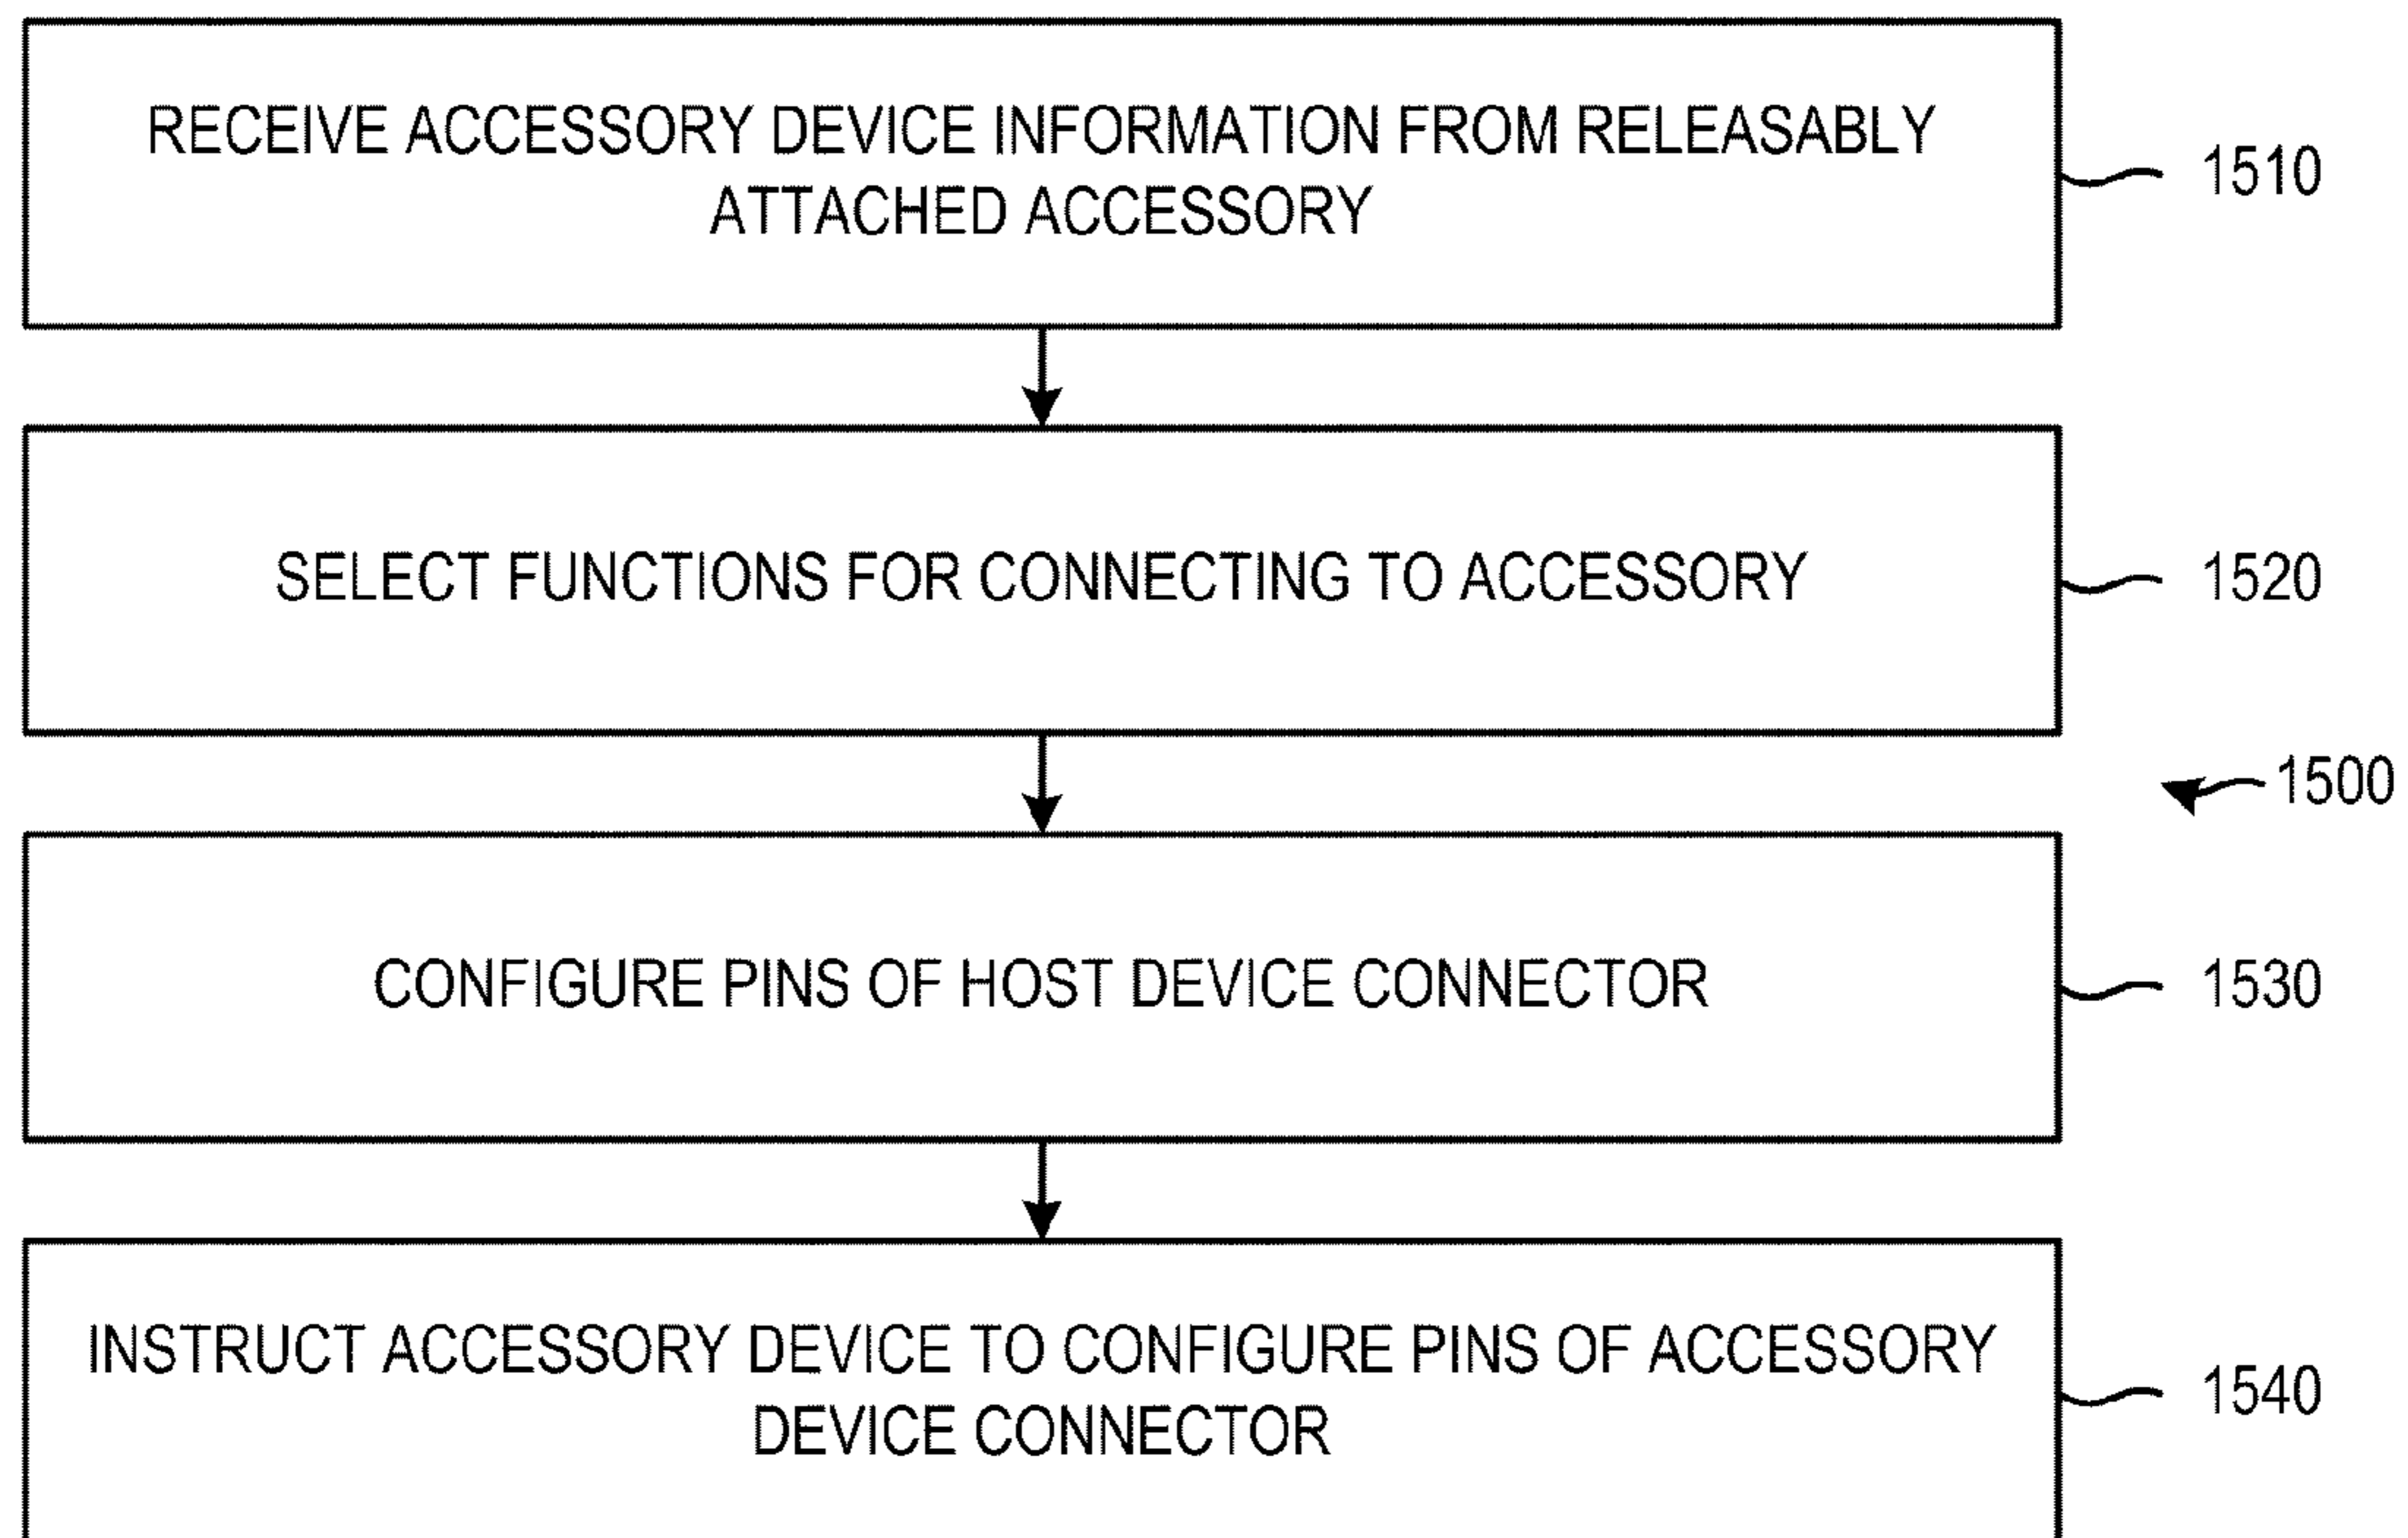 RECEIVE ACCESSORY DEVICE INFORMATION FROM RELEASABLY
ATTACHED ACCESSORY
1510
SELECT FUNCTIONS FOR CONNECTING TO ACCESSORY
1520
1500
CONFIGURE PINS OF HOST DEVICE CONNECTOR
1530
INSTRUCT ACCESSORY DEVICE TO CONFIGURE PINS OF ACCESSORY
DEVICE CONNECTOR
1540